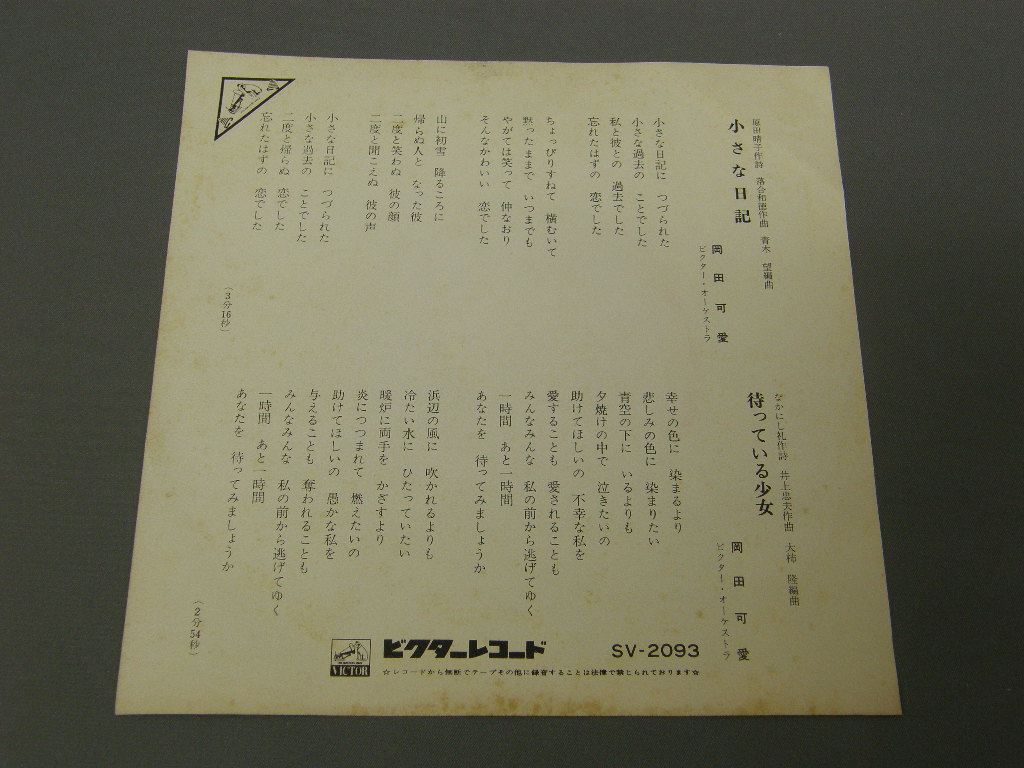 小さな日記
原田晴子作詩 落合和徳作曲 青木 望編曲
岡田可愛
ビクター・オーケストラ
小さな日記に つづられた
小さな過去の ことでした
私と彼との 過去でした
忘れたはずの 恋でした
ちょっぴりすねて 横むいて
黙ったままで いつまでも
やがては笑って 仲なおり
そんなかわいい 恋でした
山に初雪 降るころに
帰らぬ人と なった彼
二度と笑わぬ 彼の顔
二度と聞こえぬ 彼の声
小さな日記に つづられた
小さな過去の ことでした
二度と帰らぬ 恋でした
忘れたはずの 恋でした
(3分16秒)
待っている少女
なかにし礼作詩 井上忠夫作曲 大柿 隆編曲
岡田可愛
ビクター・オーケストラ
幸せの色に 染まるより
悲しみの色に 染まりたい
青空の下に いるよりも
夕焼けの中で 泣きたいの
助けてほしいの 不幸な私を
愛することも 愛されることも
みんなみんな 私の前から逃げてゆく
一時間 あと一時間
あなたを 待ってみましょうか
浜辺の風に 吹かれるよりも
冷たい水に ひたっていたい
暖炉に両手を かざすより
炎につつまれて 燃えたいの
助けてほしいの 愚かな私を
与えることも 奪われることも
みんなみんな 私の前から逃げてゆく
一時間 あと一時間
あなたを 待ってみましょうか
(2分54秒)
VICTOR
ビクターレコード
SV-2093
☆レコードから無断でテープその他に録音することは法律で禁じられております☆